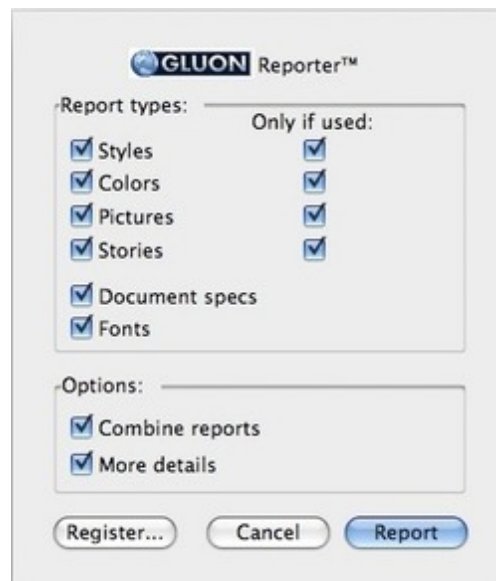 GLUON Reporter™
Report types:
Only if used:
Styles
Colors
Pictures
Stories
Document specs
Fonts
Options:
Combine reports
More details
Register... Cancel Report